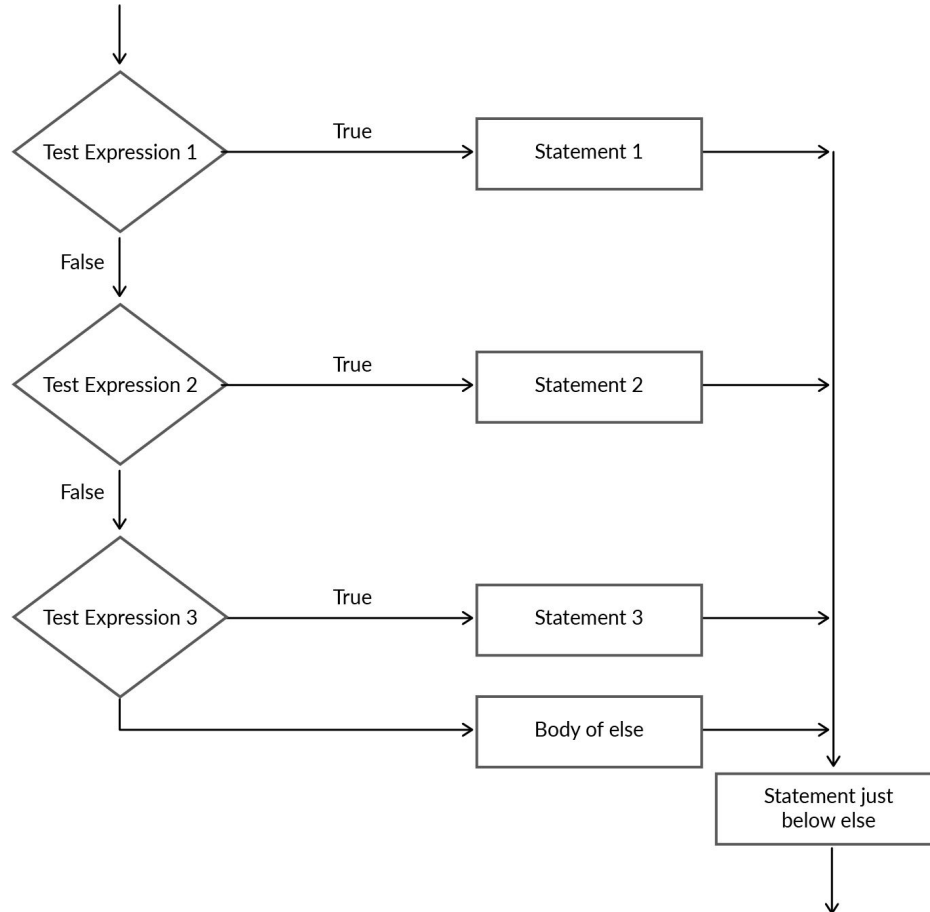 Test Expression 1
True
Statement 1
False
Test Expression 2
True
Statement 2
False
Test Expression 3
True
Statement 3
Body of else
Statement just
below else